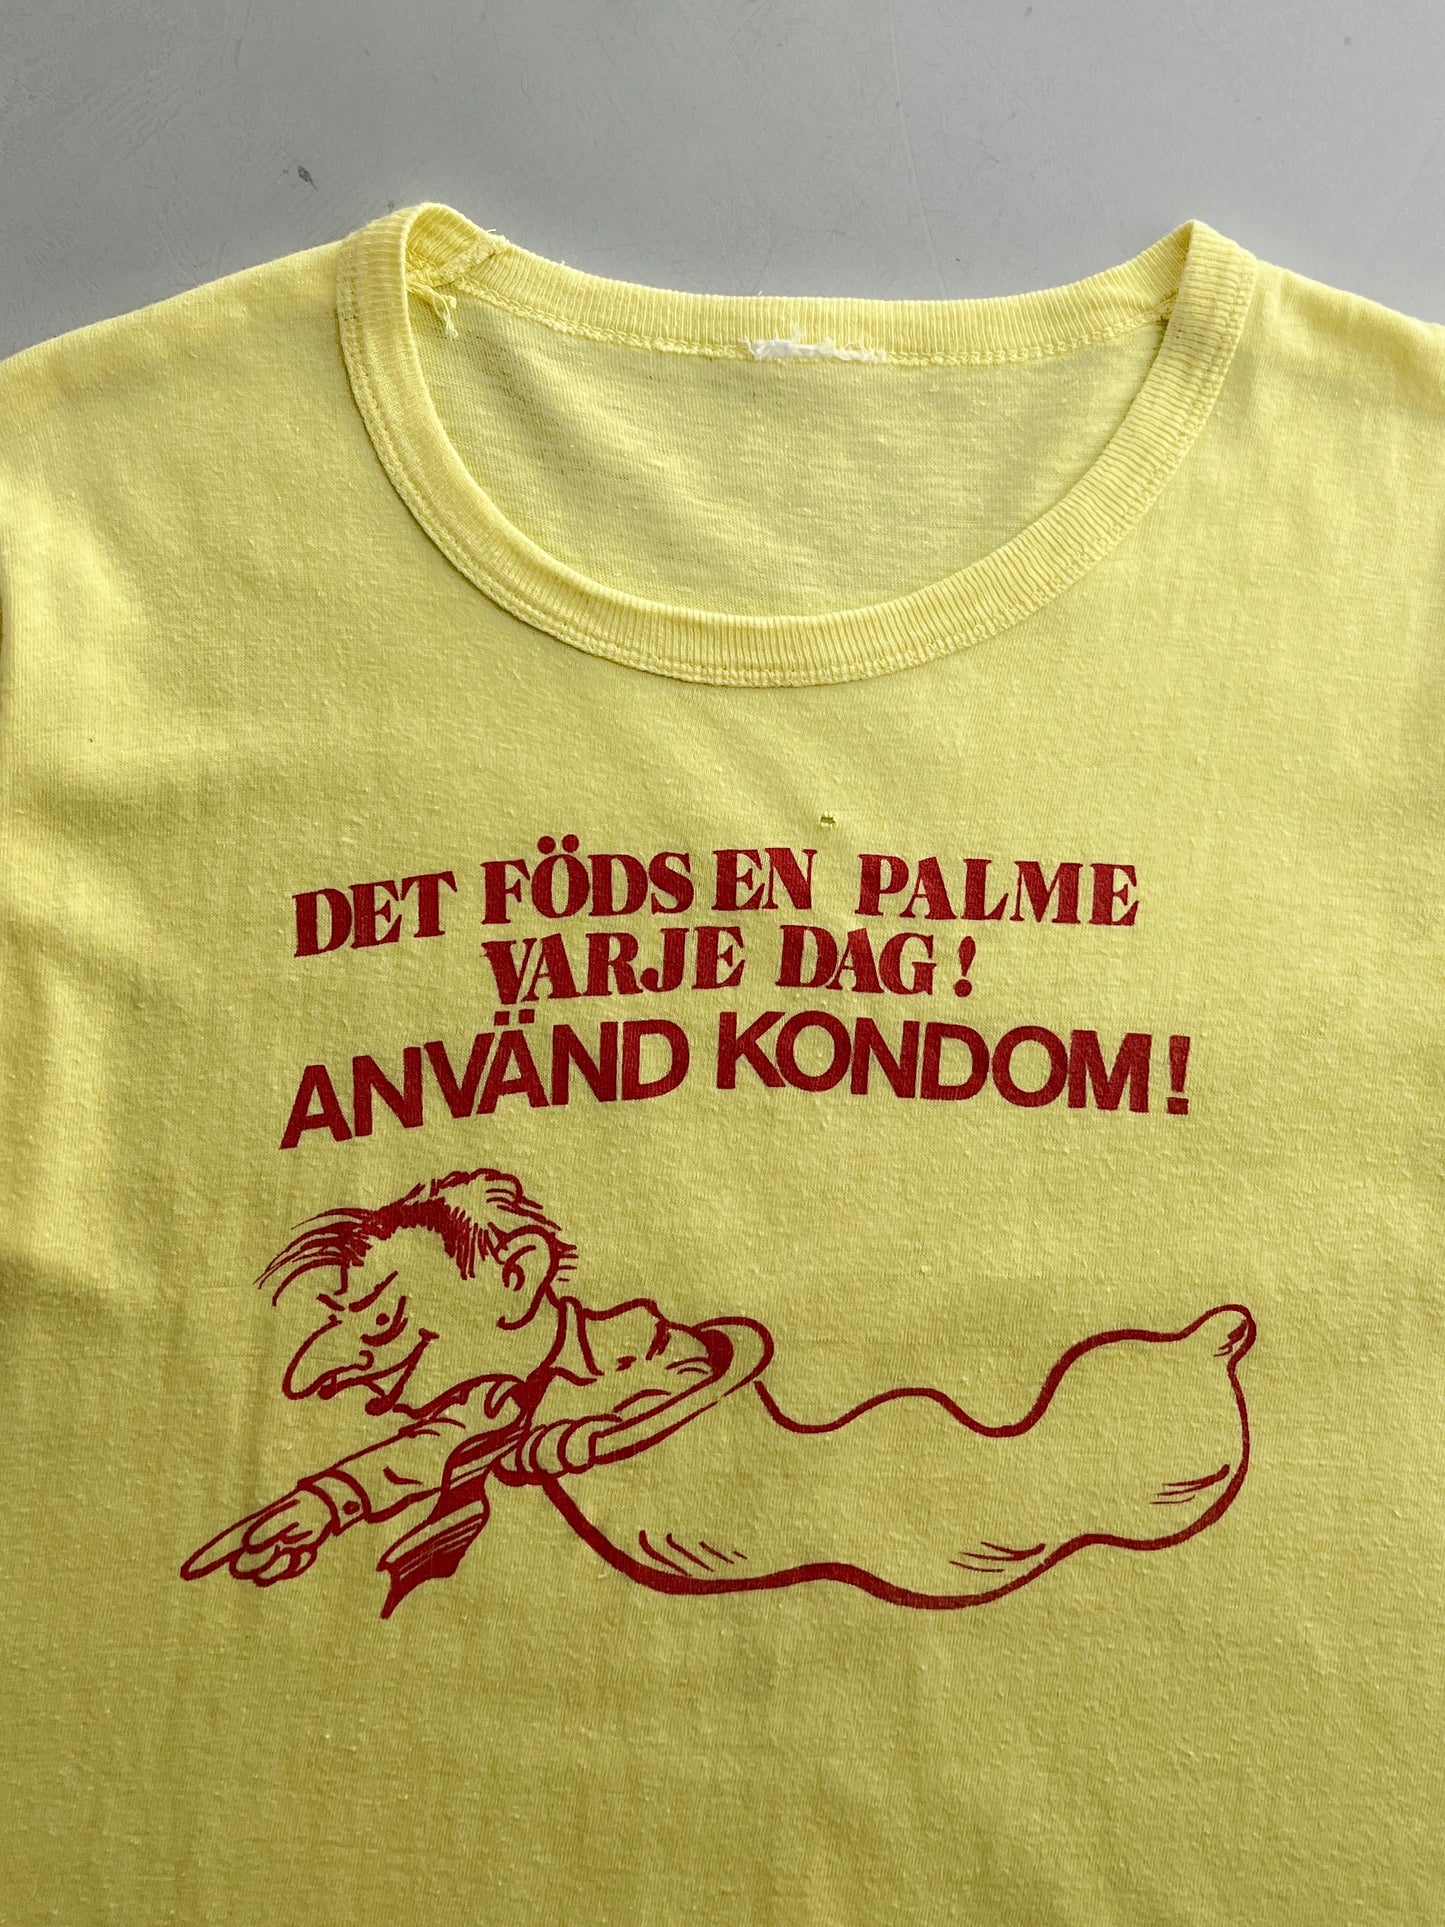 DET FÖDS EN PALME
VARJE DAG!
ANVÄND KONDOM!